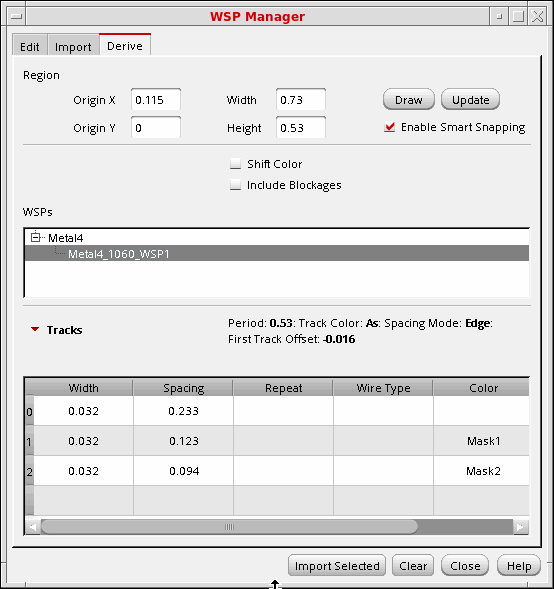 WSP Manager
Edit Import Derive
Region
Origin X 0.115 Width 0.73 Draw Update
Origin Y 0 Height 0.53 Enable Smart Snapping
Shift Color
Include Blockages
WSPs
Metal4
Metal4_1060_WSP1
Tracks
Period: 0.53: Track Color: As: Spacing Mode: Edge:
First Track Offset: -0.016
Width Spacing Repeat Wire Type Color
0 0.032 0.233
1 0.032 0.123 Mask1
2 0.032 0.094 Mask2
Import Selected Clear Close Help